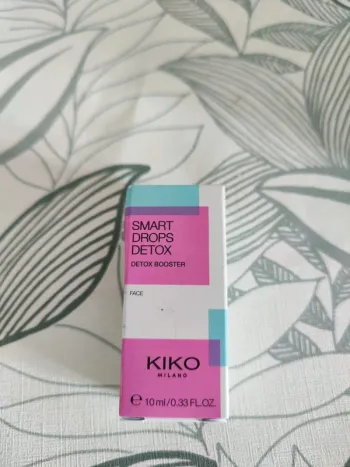 SMART
DROPS
DETOX
DETOX BOOSTER
FACE
KIKO
MILANO
℮ 10 ml/0.33 FL.OZ.